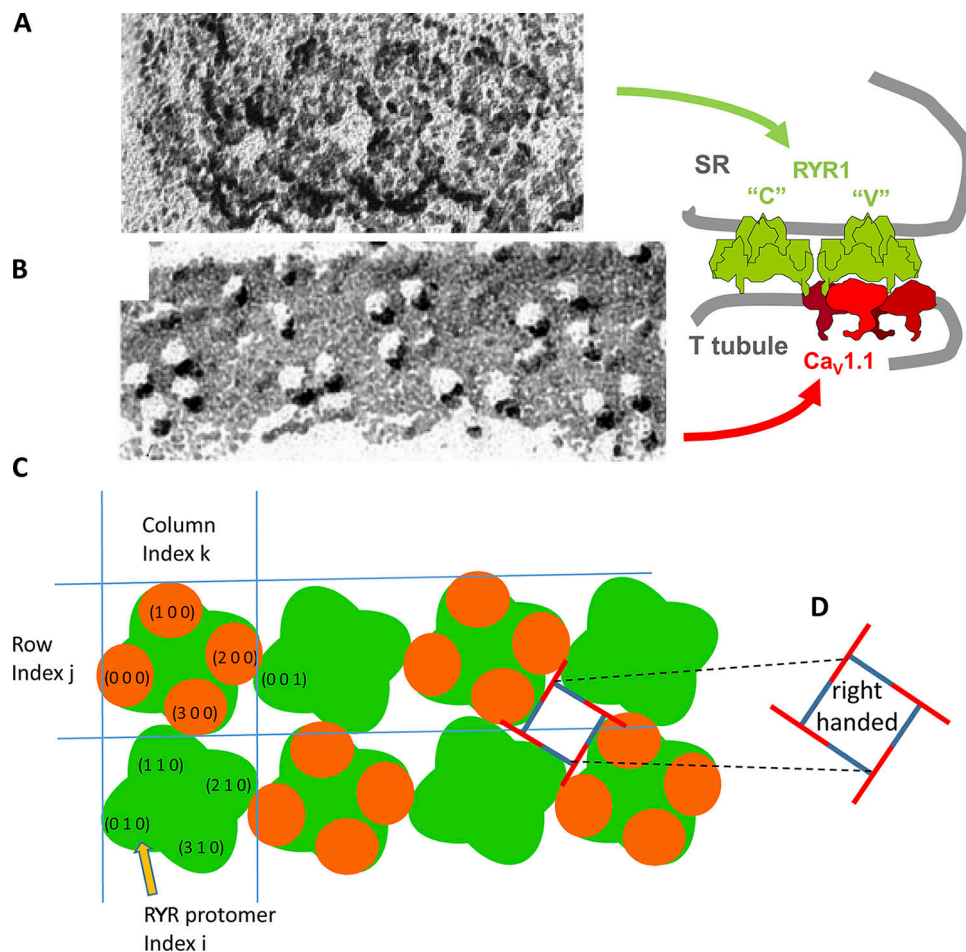 A
SR
RYR1
“C”
“V”
B
T tubule
CaV1.1
C
Column
Index k
Row
Index j
(1 0 0)
(0 0 0)
(2 0 0)
(3 0 0)
(0 0 1)
D
right
handed
(1 1 0)
(2 1 0)
(0 1 0)
(3 1 0)
RYR protomer
Index i